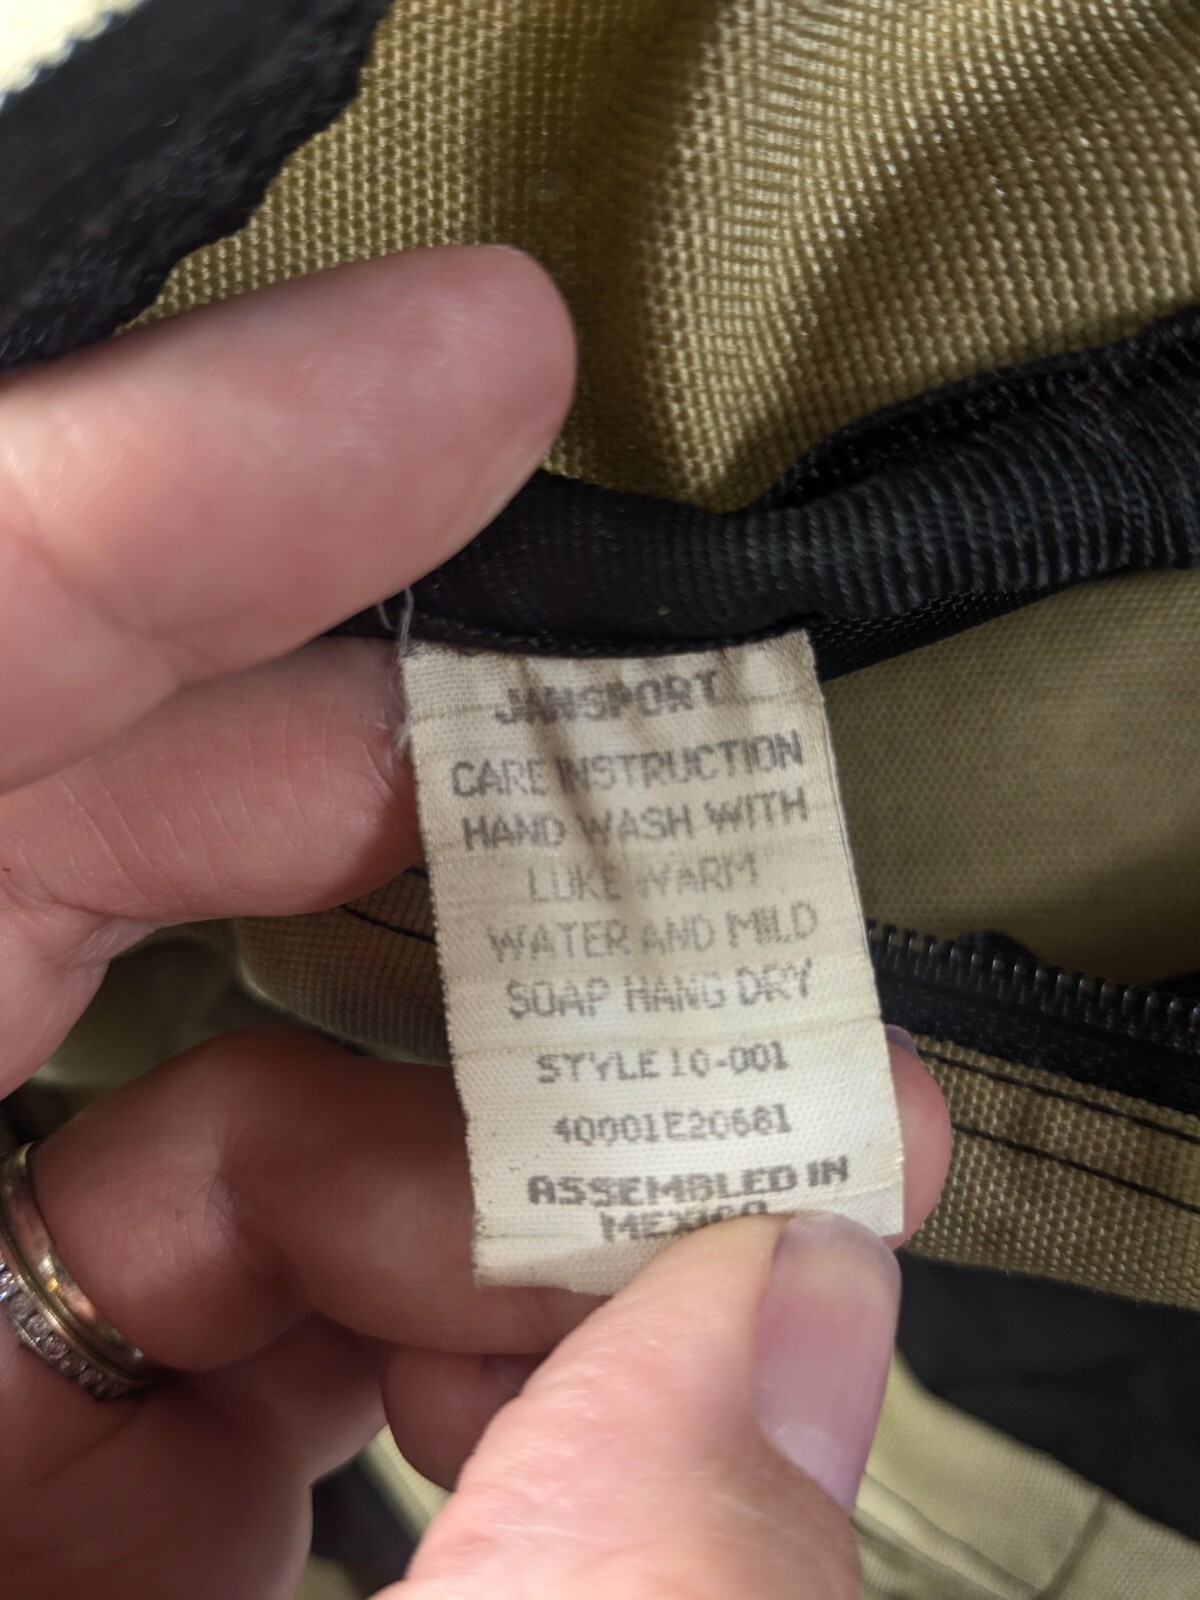 JANSPORT
CARE INSTRUCTION
HAND WASH WITH
LUKE WARM
WATER AND MILD
SOAP HANG DRY
STYLE 10-001
40001E20681
ASSEMBLED IN
MEXICO